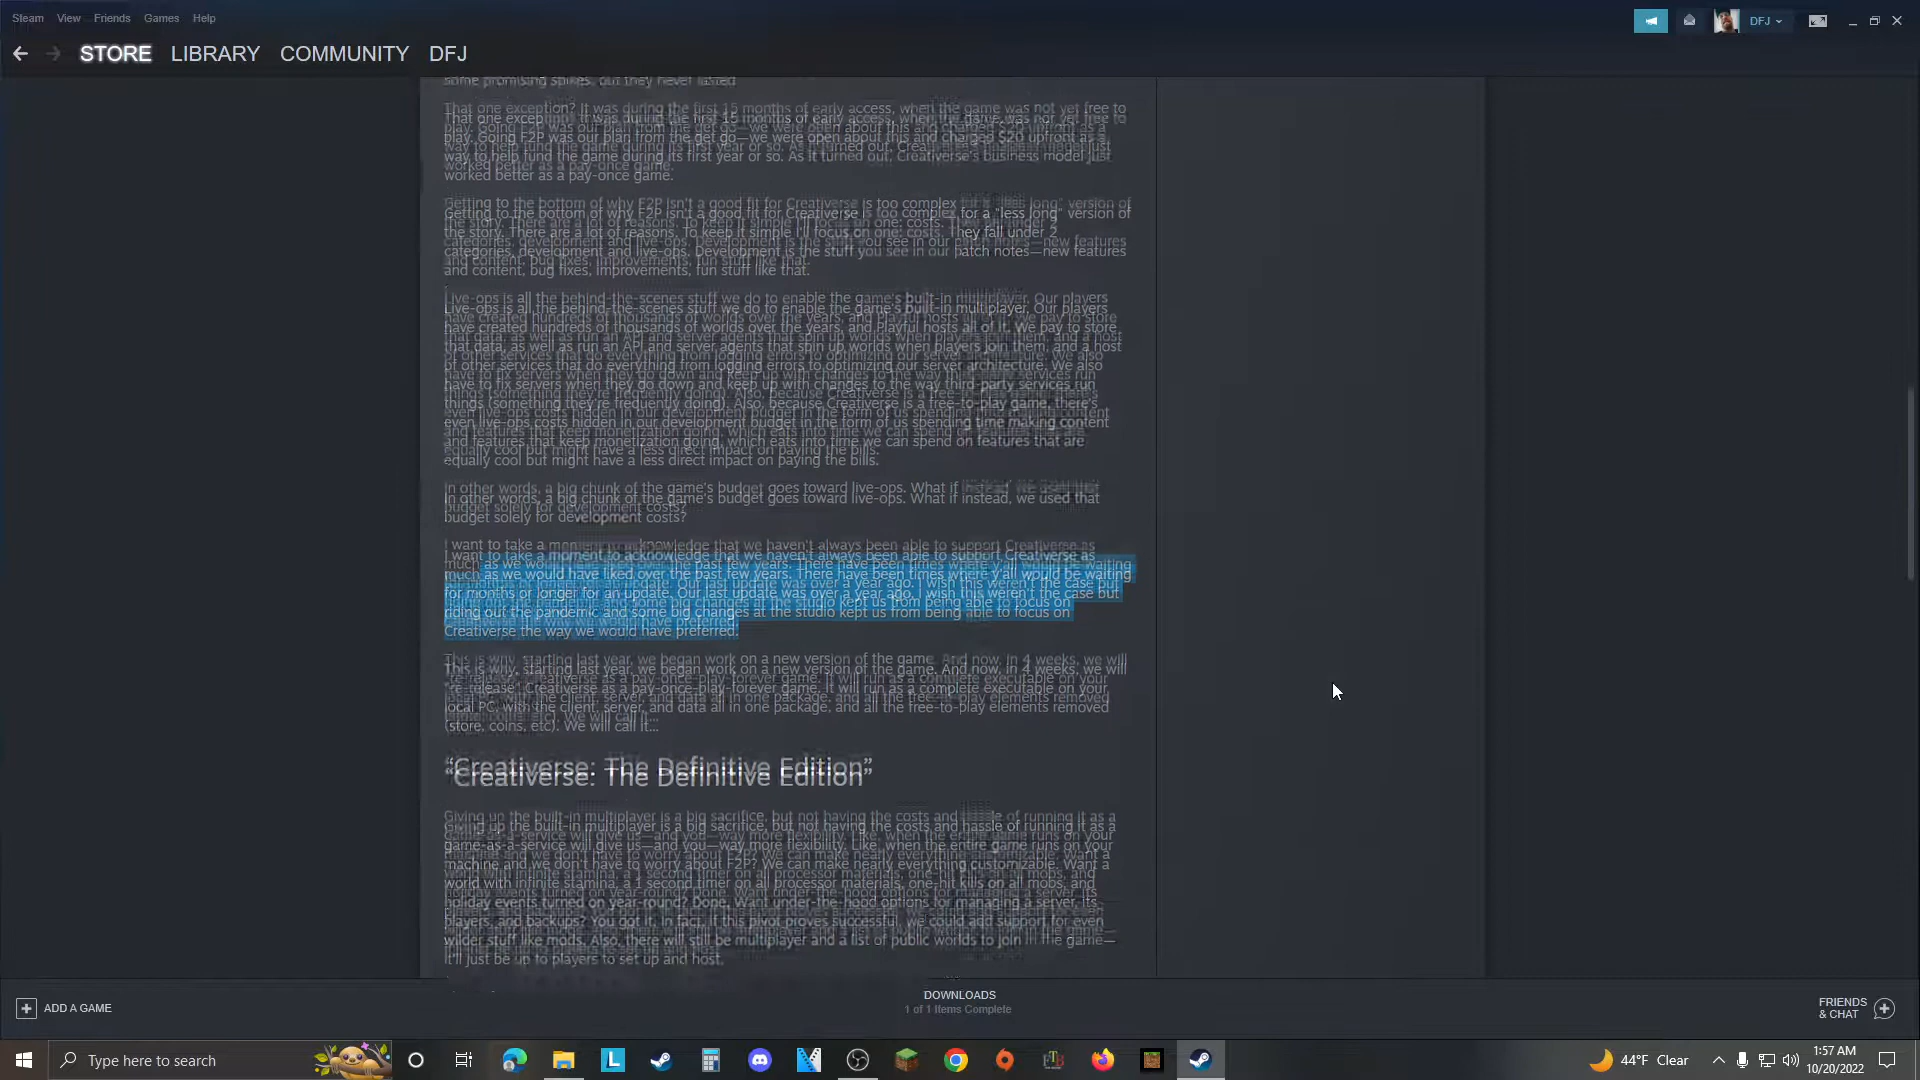 Steam View Friends Games Help
DFJ
STORE LIBRARY COMMUNITY DFJ
some promising spikes, but they never lasted.
That one exception? It was during the first 15 months of early access, when the game was not yet free to
play. Going F2P was our plan from the get go—we were open about this and charged $20 upfront as a
way to help fund the game during its first year or so. As it turned out, Creativerse's business model just
worked better as a pay-once game.
Getting to the bottom of why F2P isn't a good fit for Creativerse is too complex for a "less long" version of
the story. There are a lot of reasons. To keep it simple I'll focus on one: costs. They fall under 2
categories, development and live-ops. Development is the stuff you see in our patch notes—new features
and content, bug fixes, improvements, fun stuff like that.
Live-ops is all the behind-the-scenes stuff we do to enable the game's built-in multiplayer. Our players
have created hundreds of thousands of worlds over the years, and Playful hosts all of it. We pay to store
that data, as well as run an API and server agents that spin up worlds when players join them, and a host
of other services that do everything from logging errors to optimizing our server architecture. We also
have to fix servers when they go down and keep up with changes to the way third-party services run
things (something they're frequently doing). Also, because Creativerse is a free-to-play game, there's
even live-ops costs hidden in our development budget in the form of us spending time making content
and features that keep monetization going, which eats into time we can spend on features that are
equally cool but might have a less direct impact on paying the bills.
In other words, a big chunk of the game's budget goes toward live-ops. What if instead, we used that
budget solely for development costs?
I want to take a moment to acknowledge that we haven't always been able to support Creativerse as
much as we would have liked over the past few years. There have been times where y'all would be waiting
for months or longer for an update. Our last update was over a year ago. I wish this weren't the case but
riding out the pandemic and some big changes at the studio kept us from being able to focus on
Creativerse the way we would have preferred.
This is why, starting last year, we began work on a new version of the game. And now, in 4 weeks, we will
"re-release" Creativerse as a pay-once-play-forever game. It will run as a complete executable on your
local PC, with the client, server, and data all in one package, and all the free-to-play elements removed
(store, coins, etc). We will call it...
"Creativerse: The Definitive Edition"
Giving up the built-in multiplayer is a big sacrifice, but not having the costs and hassle of running it as a
game-as-a-service will give us—and you—way more flexibility. Like, when the entire game runs on your
machine and we don't have to worry about F2P? We can make nearly everything customizable. Want a
world with infinite stamina, a 1 second timer on all processor materials, one-hit kills on all mobs, and
holiday events turned on year-round? Done. Want under-the-hood options for managing a server, its
players, and backups? You got it. In fact, if this pivot proves successful, we could add support for even
wilder stuff like mods. Also, there will still be multiplayer and a list of public worlds to join in the game—
it'll just be up to players to set up and host.
ADD A GAME
DOWNLOADS
1 of 1 Items Complete
FRIENDS
& CHAT
Type here to search
44°F Clear
1:57 AM
10/20/2022